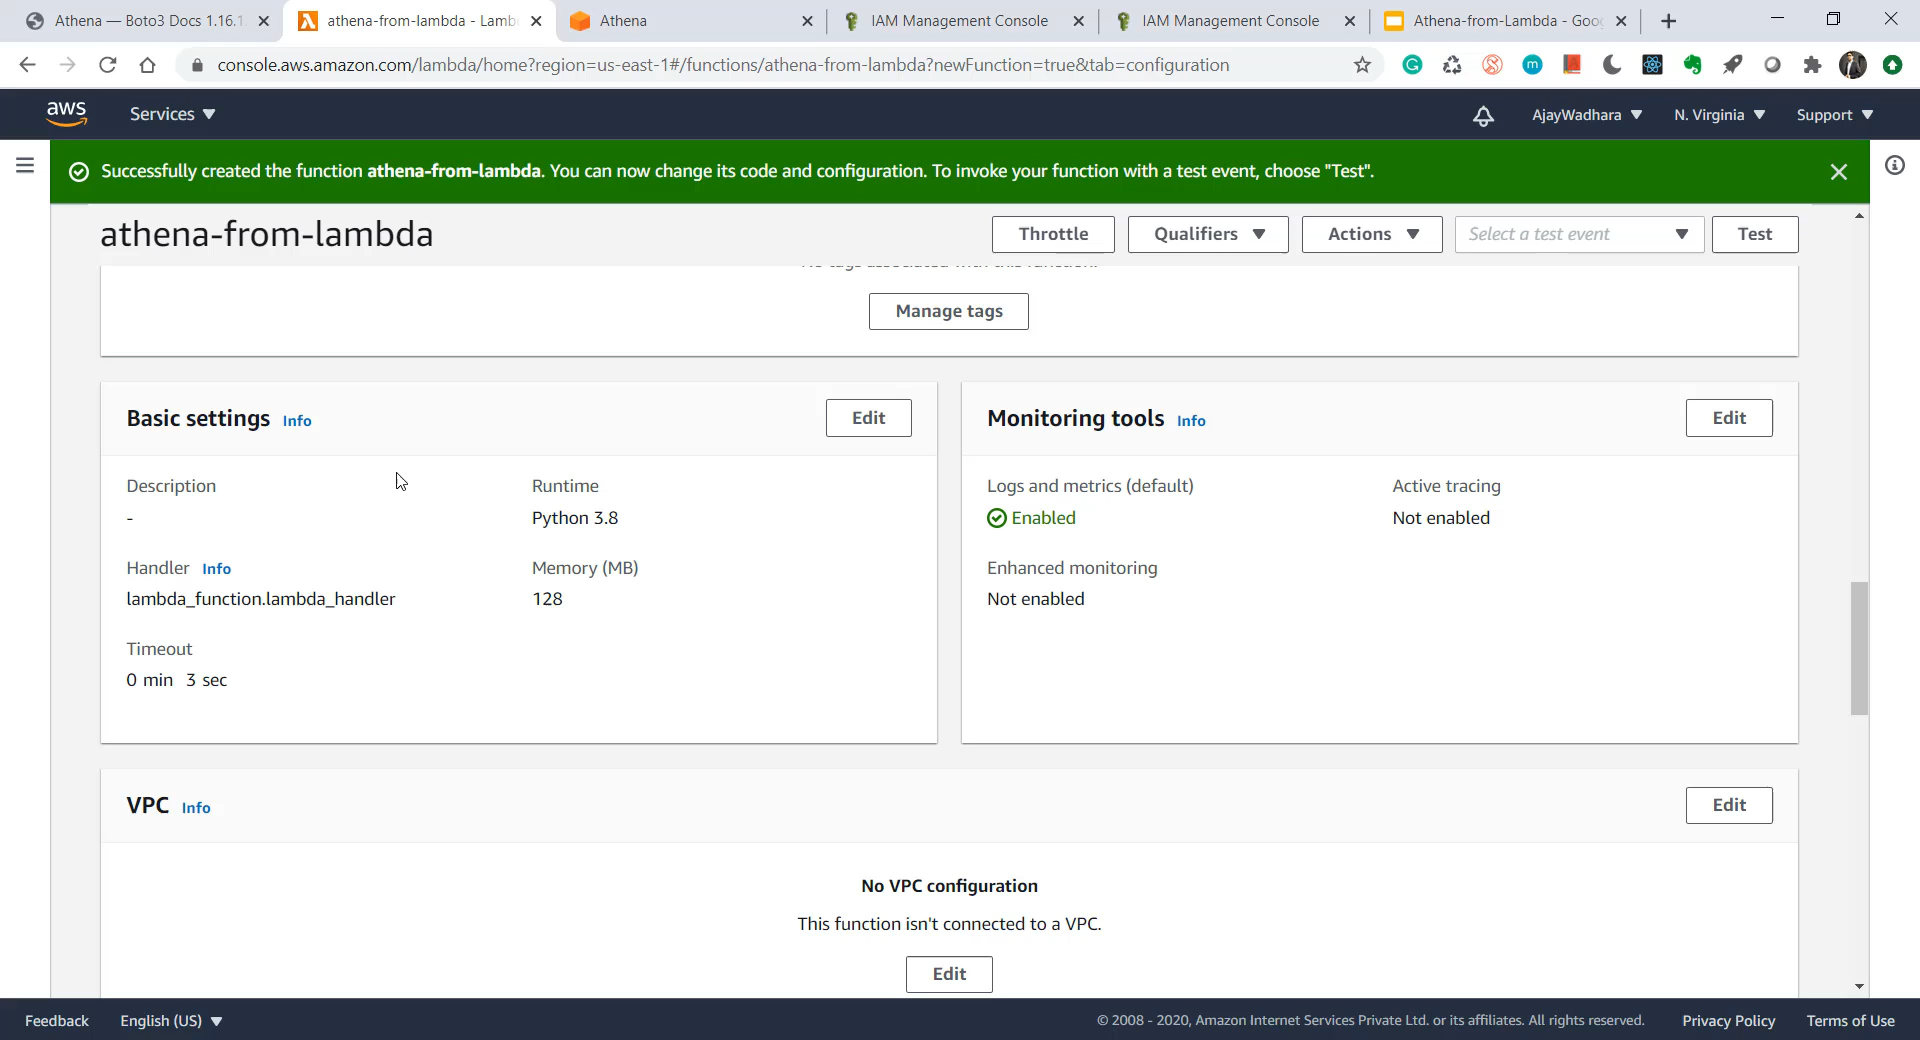 Athena — Boto3 Docs 1.16.1
athena-from-lambda - Lamb
Athena
IAM Management Console
IAM Management Console
Athena-from-Lambda - Goo
console.aws.amazon.com/lambda/home?region=us-east-1#/functions/athena-from-lambda?newFunction=true&tab=configuration
aws
Services
AjayWadhara
N. Virginia
Support
Successfully created the function athena-from-lambda. You can now change its code and configuration. To invoke your function with a test event, choose "Test".
athena-from-lambda
Throttle
Qualifiers
Actions
Select a test event
Test
No tags associated with this function.
Manage tags
Basic settings Info
Edit
Description
-
Runtime
Python 3.8
Handler Info
lambda_function.lambda_handler
Memory (MB)
128
Timeout
0 min 3 sec
Monitoring tools Info
Edit
Logs and metrics (default)
Enabled
Active tracing
Not enabled
Enhanced monitoring
Not enabled
VPC Info
Edit
No VPC configuration
This function isn't connected to a VPC.
Edit
Feedback
English (US)
© 2008 - 2020, Amazon Internet Services Private Ltd. or its affiliates. All rights reserved.
Privacy Policy
Terms of Use